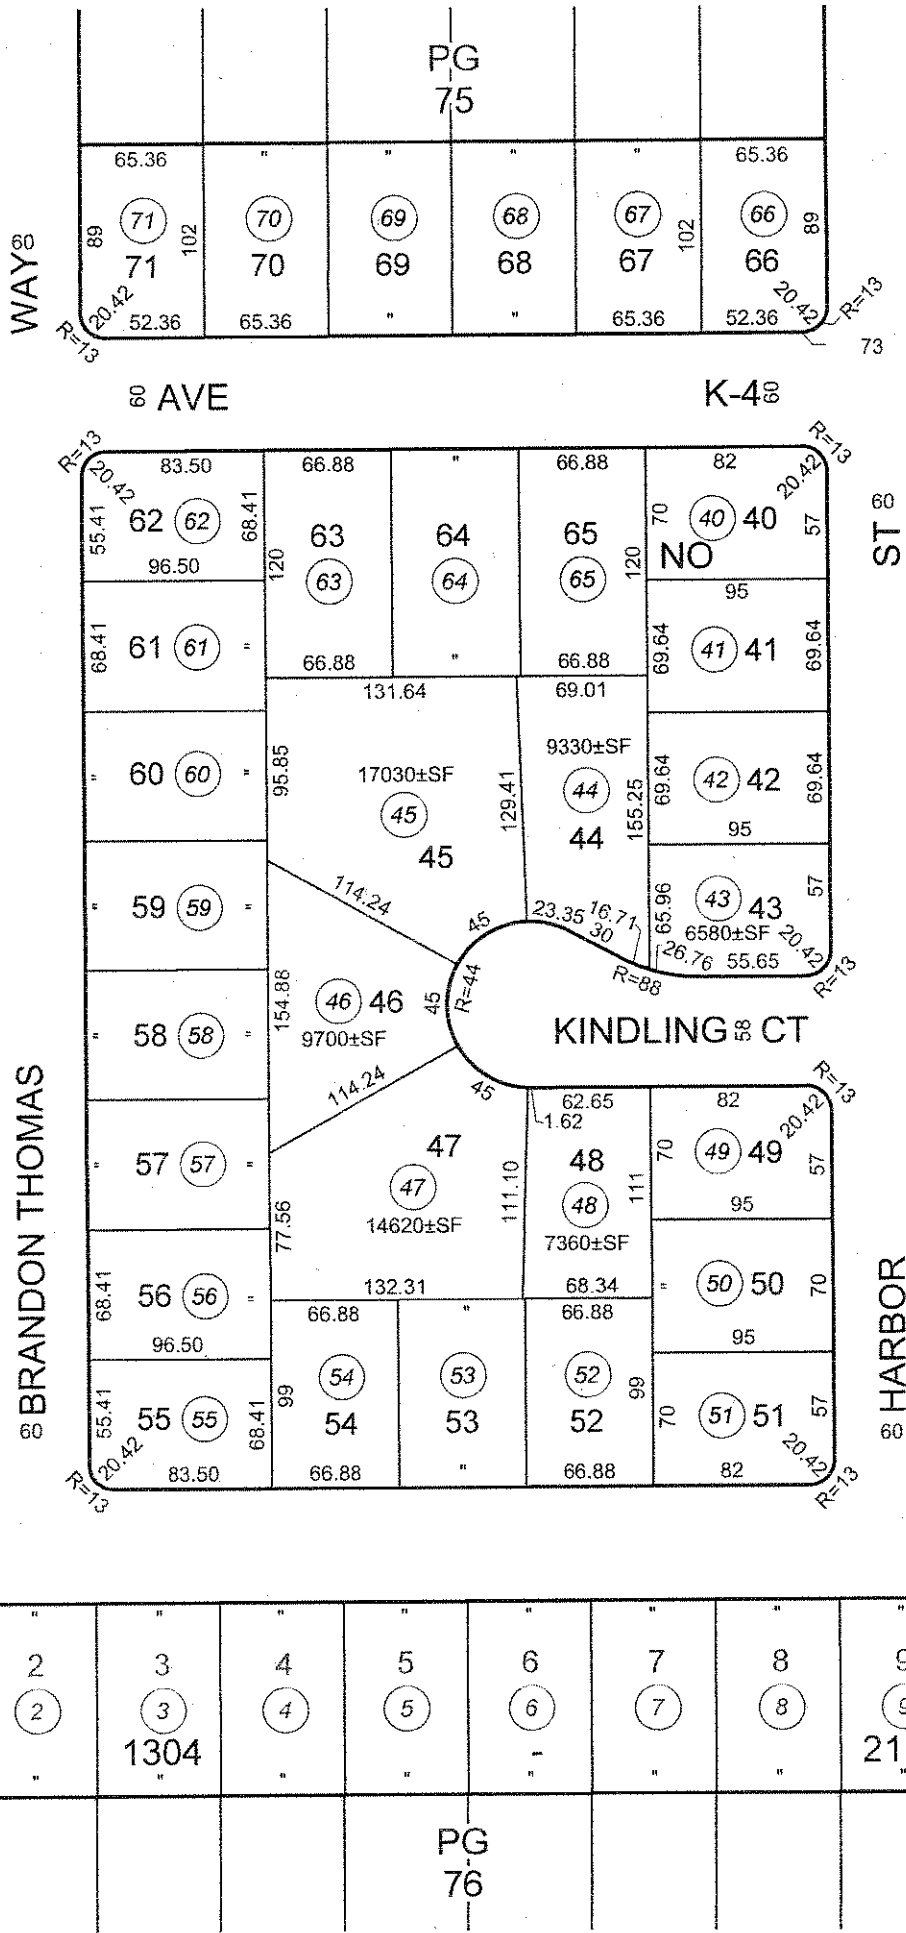 PG
75
65.36 " " " " 65.36
89 71 102 70 69 68 67 102 66 89
71 70 69 68 67 66
20.42 52.36 65.36 " " 65.36 52.36 20.42
R=13 R=13
73
WAY 60
60 AVE K-4 60
R=13 R=13
20.42 83.50 66.88 " 66.88 82 20.42
55.41 62 62 68.41 63 64 65 70 40 40 57
96.50 120 63 64 65 120 NO
ST 60
95
68.41 61 61 " 66.88 " 66.88 69.64 41 41 69.64
131.64 69.01
" 60 60 " 95.85 17030±SF 129.41 9330±SF 155.25 69.64 42 42 69.64
45 44
45 44 95
" 59 59 " 114.24 45 23.35 16.71 65.96 43 43 57
30 6580±SF 20.42
26.76 55.65 R=13
R=88
" 58 58 " 154.88 46 46 45 R=44
9700±SF
KINDLING 58 CT
114.24 45 R=13
62.65 82 20.42
1.62
" 57 57 " 47 48 70 49 49 57
47 111.10 48 111
77.56 14620±SF 7360±SF 95
68.41 56 56 " 132.31 68.34 " 50 50 70
96.50 66.88 " 66.88 95
55.41 55 55 68.41 99 54 53 52 99 70 51 51 57
54 53 52
20.42 83.50 66.88 " 66.88 82 20.42
R=13 R=13
60 BRANDON THOMAS
60 HARBOR
" " " " " " " "
2 3 4 5 6 7 8 9
2 3 4 5 6 7 8 9
1304 - 21
" " " " " " " "
PG
76